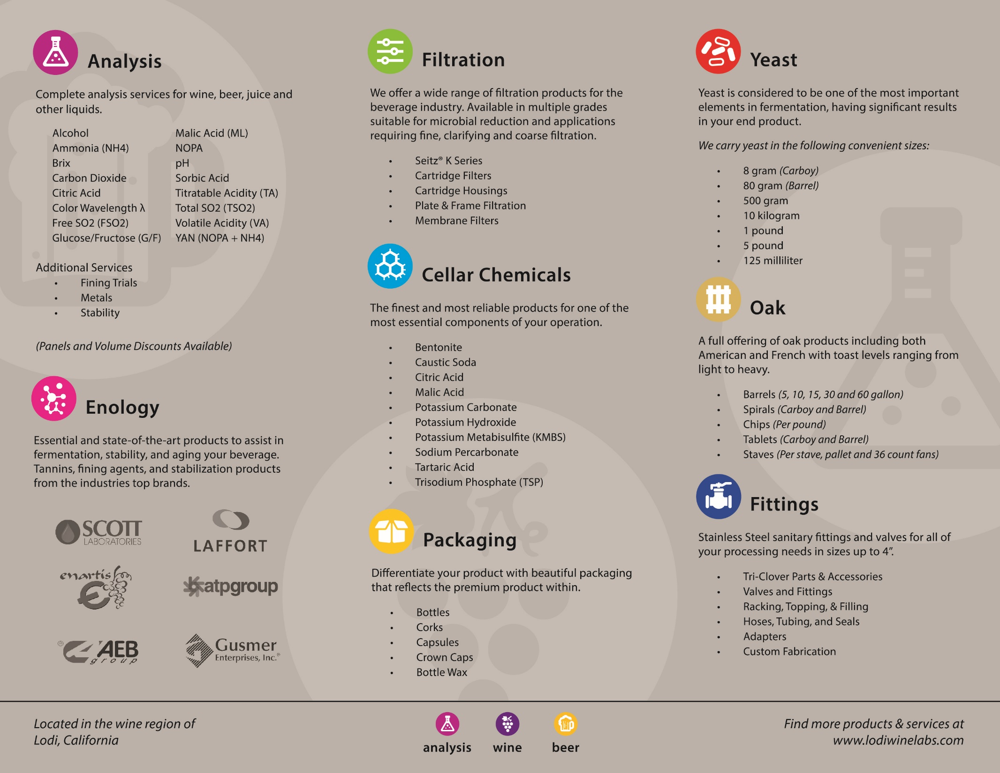 Analysis
Complete analysis services for wine, beer, juice and
other liquids.
Alcohol
Ammonia (NH4)
Brix
Carbon Dioxide
Citric Acid
Color Wavelength λ
Free SO2 (FSO2)
Glucose/Fructose (G/F)
Malic Acid (ML)
NOPA
pH
Sorbic Acid
Titratable Acidity (TA)
Total SO2 (TSO2)
Volatile Acidity (VA)
YAN (NOPA + NH4)
Additional Services
• Fining Trials
• Metals
• Stability
(Panels and Volume Discounts Available)
Enology
Essential and state-of-the-art products to assist in
fermentation, stability, and aging your beverage.
Tannins, fining agents, and stabilization products
from the industries top brands.
SCOTT
LABORATORIES
LAFFORT
enartis
atpgroup
® AEB
group
Gusmer
Enterprises, Inc.®
Filtration
We offer a wide range of filtration products for the
beverage industry. Available in multiple grades
suitable for microbial reduction and applications
requiring fine, clarifying and coarse filtration.
• Seitz® K Series
• Cartridge Filters
• Cartridge Housings
• Plate & Frame Filtration
• Membrane Filters
Cellar Chemicals
The finest and most reliable products for one of the
most essential components of your operation.
• Bentonite
• Caustic Soda
• Citric Acid
• Malic Acid
• Potassium Carbonate
• Potassium Hydroxide
• Potassium Metabisulfite (KMBS)
• Sodium Percarbonate
• Tartaric Acid
• Trisodium Phosphate (TSP)
Packaging
Differentiate your product with beautiful packaging
that reflects the premium product within.
• Bottles
• Corks
• Capsules
• Crown Caps
• Bottle Wax
Yeast
Yeast is considered to be one of the most important
elements in fermentation, having significant results
in your end product.
We carry yeast in the following convenient sizes:
• 8 gram (Carboy)
• 80 gram (Barrel)
• 500 gram
• 10 kilogram
• 1 pound
• 5 pound
• 125 milliliter
Oak
A full offering of oak products including both
American and French with toast levels ranging from
light to heavy.
• Barrels (5, 10, 15, 30 and 60 gallon)
• Spirals (Carboy and Barrel)
• Chips (Per pound)
• Tablets (Carboy and Barrel)
• Staves (Per stave, pallet and 36 count fans)
Fittings
Stainless Steel sanitary fittings and valves for all of
your processing needs in sizes up to 4”.
• Tri-Clover Parts & Accessories
• Valves and Fittings
• Racking, Topping, & Filling
• Hoses, Tubing, and Seals
• Adapters
• Custom Fabrication
Located in the wine region of
Lodi, California
analysis
wine
beer
Find more products & services at
www.lodiwinelabs.com